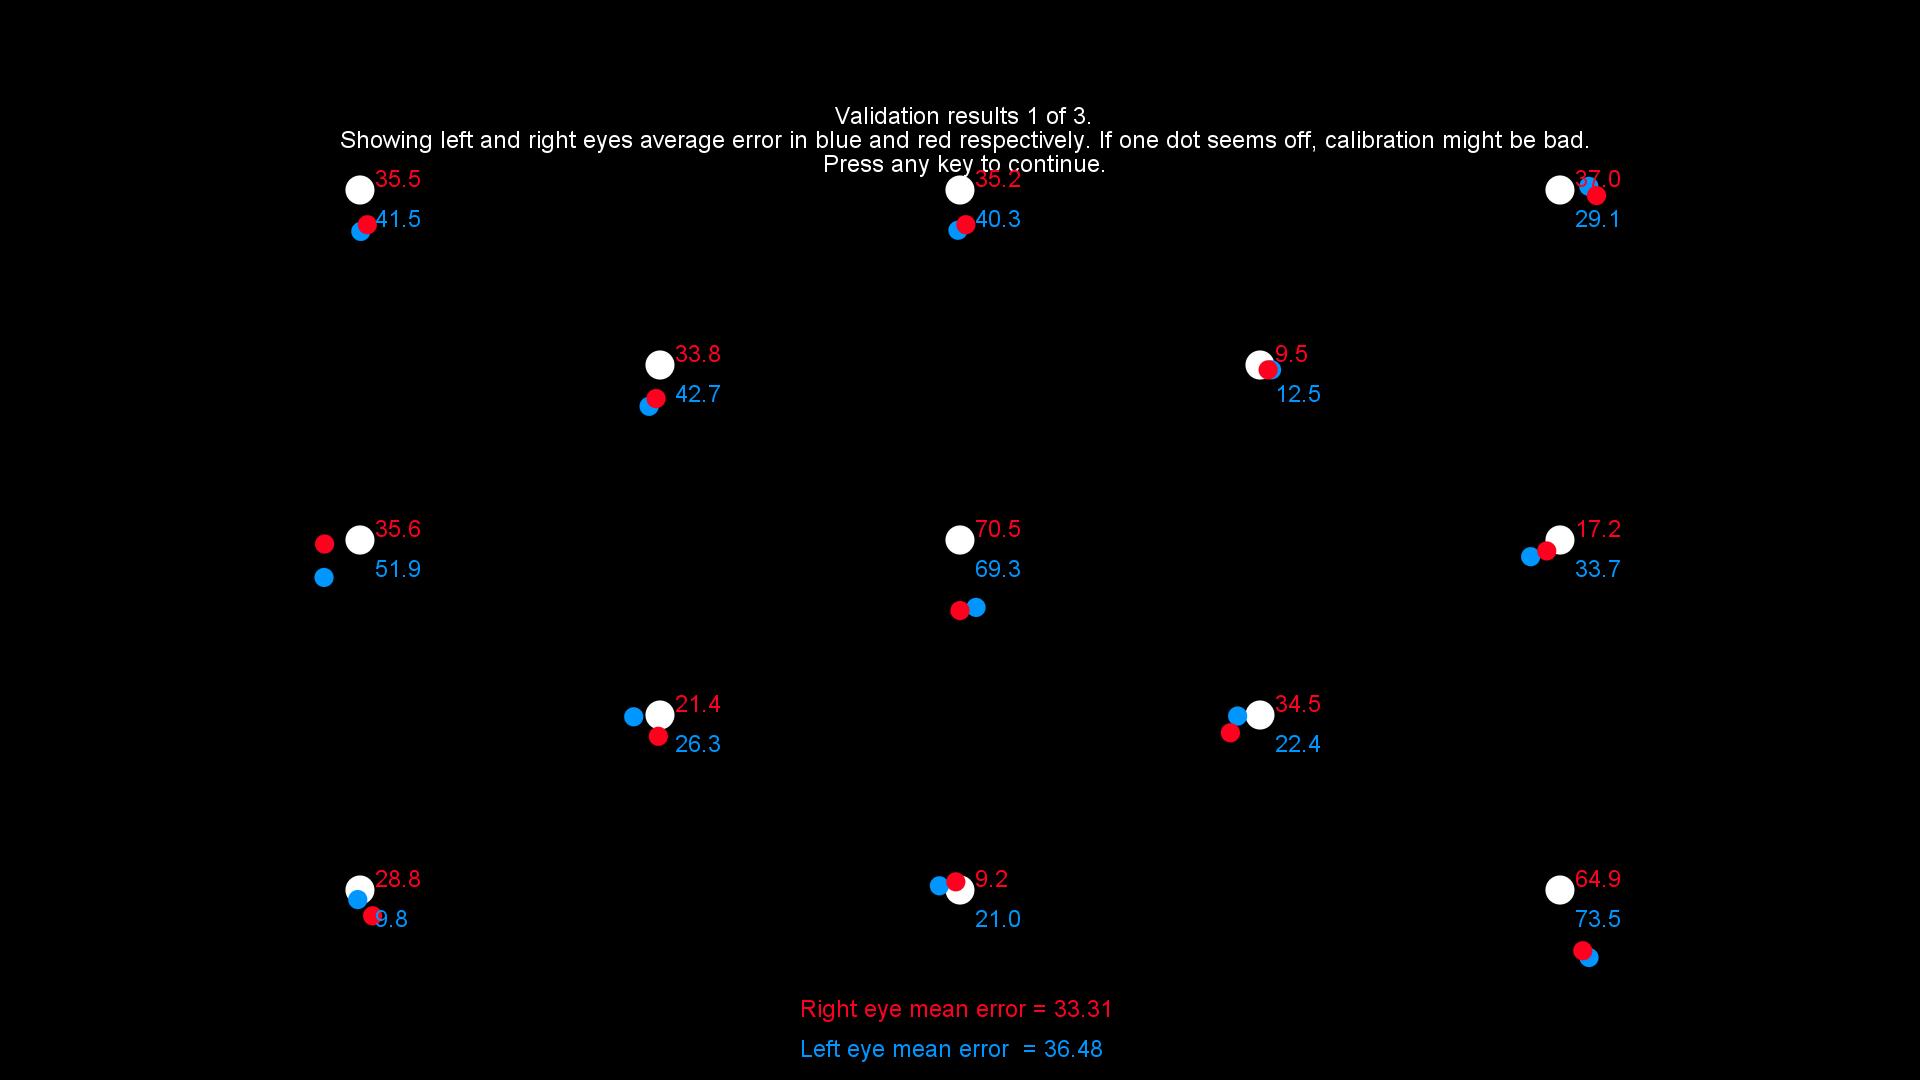 Validation results 1 of 3.
Showing left and right eyes average error in blue and red respectively. If one dot seems off, calibration might be bad.
Press any key to continue.
35.5 35.2 37.0
41.5 40.3 29.1
33.8 9.5
42.7 12.5
35.6 70.5 17.2
51.9 69.3 33.7
21.4 34.5
26.3 22.4
28.8 9.2 64.9
9.8 21.0 73.5
Right eye mean error = 33.31
Left eye mean error  = 36.48